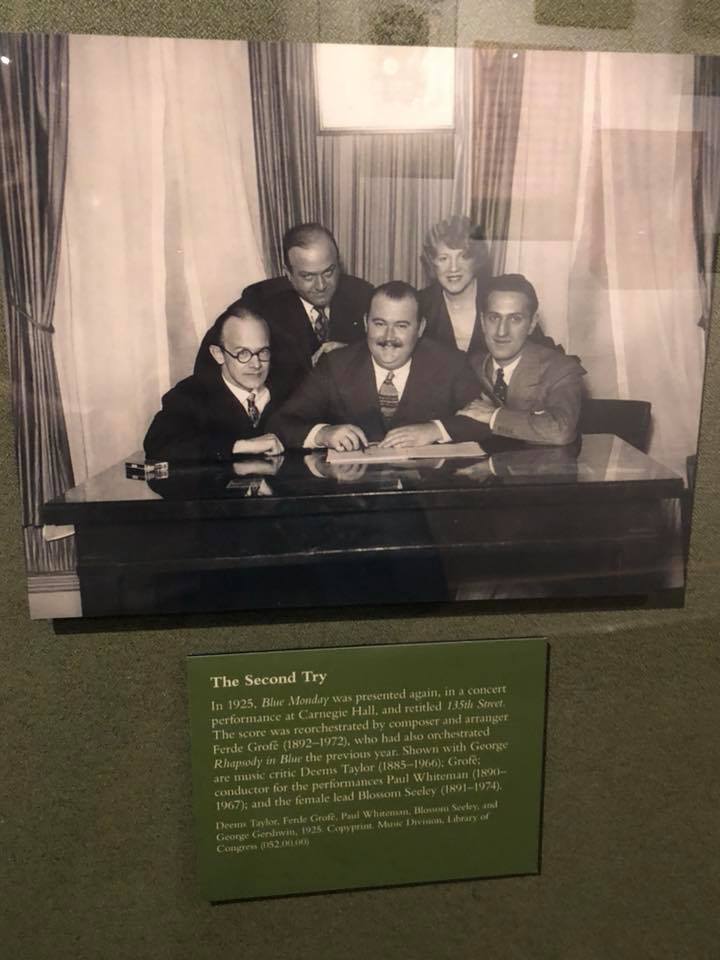 The Second Try
In 1925, Blue Monday was presented again, in a concert
performance at Carnegie Hall, and retitled 135th Street.
The score was reorchestrated by composer and arranger
Ferde Grofé (1892–1972), who had also orchestrated
Rhapsody in Blue the previous year. Shown with George
are music critic Deems Taylor (1885–1966); Grofé;
conductor for the performances Paul Whiteman (1890–
1967); and the female lead Blossom Seeley (1891–1974).
Deems Taylor, Ferde Grofé, Paul Whiteman, Blossom Seeley, and
George Gershwin, 1925. Copyprint. Music Division, Library of
Congress (052.00.00)